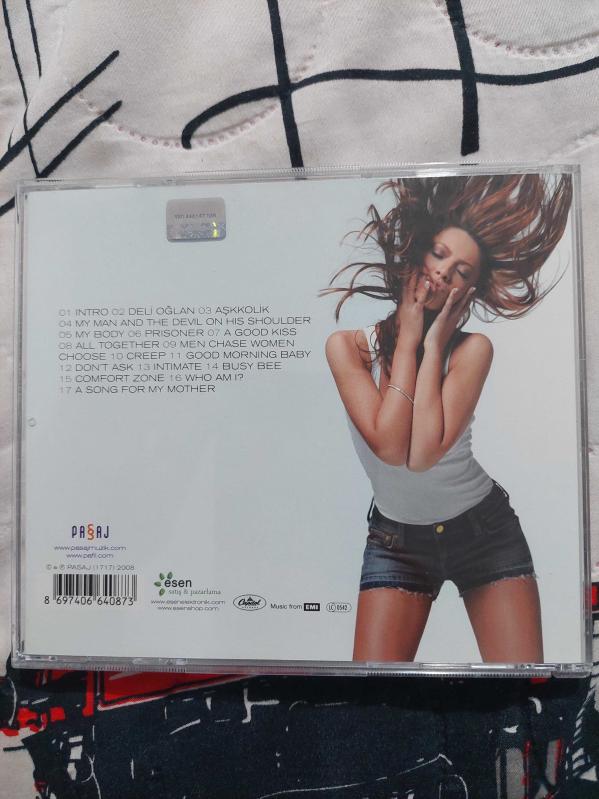 01 INTRO 02 DELİ OĞLAN 03 AŞKKOLİK
04 MY MAN AND THE DEVIL ON HIS SHOULDER
05 MY BODY 06 PRISONER 07 A GOOD KISS
08 ALL TOGETHER 09 MEN CHASE WOMEN
CHOOSE 10 CREEP 11 GOOD MORNING BABY
12 DON'T ASK 13 INTIMATE 14 BUSY BEE
15 COMFORT ZONE 16 WHO AM I?
17 A SONG FOR MY MOTHER
PASAJ
www.pasajmuzik.com
www.pefil.com
℗ PASAJ (1717) 2008
8 697406 640873
esen
satış & pazarlama
www.esenelektronik.com
www.esenshop.com
Capitol
Music from EMI
LC 0542